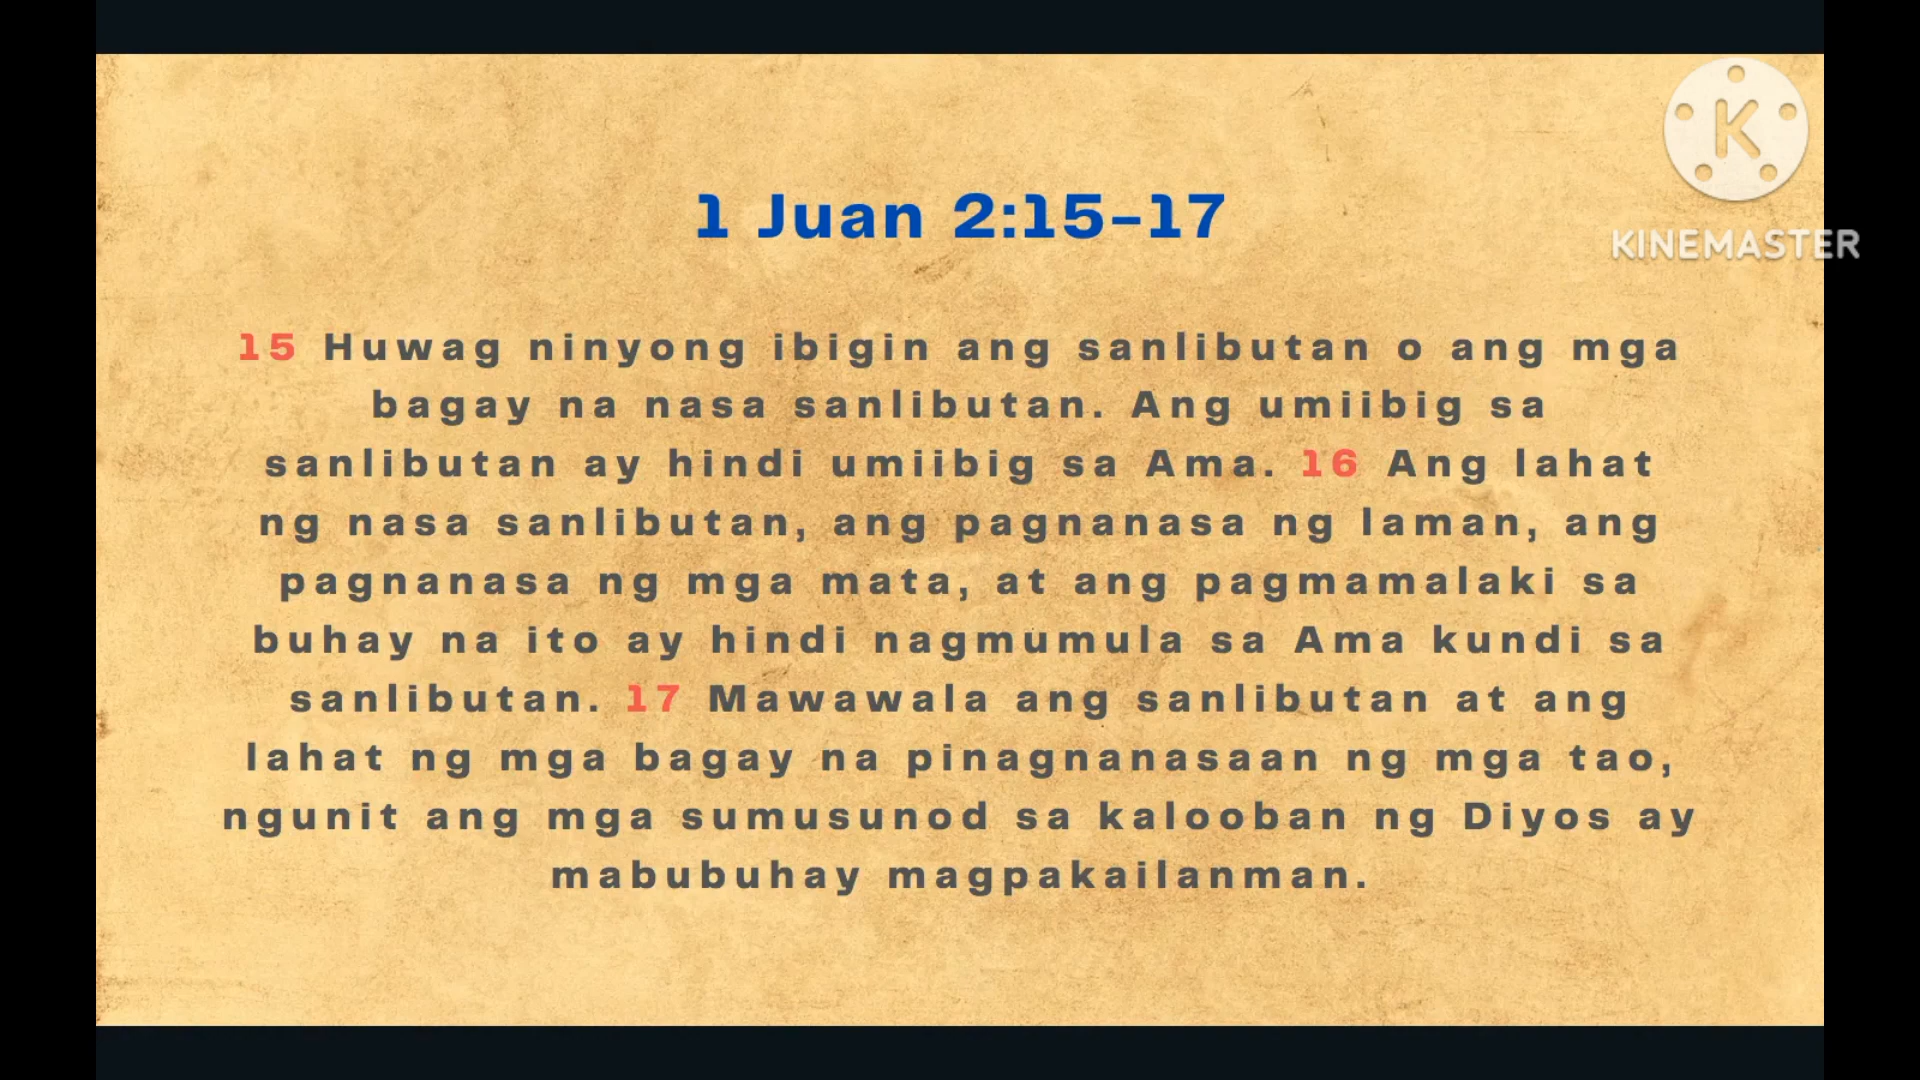 K
KINEMASTER
1 Juan 2:15-17
15 Huwag ninyong ibigin ang sanlibutan o ang mga
bagay na nasa sanlibutan. Ang umiibig sa
sanlibutan ay hindi umiibig sa Ama. 16 Ang lahat
ng nasa sanlibutan, ang pagnanasa ng laman, ang
pagnanasa ng mga mata, at ang pagmamalaki sa
buhay na ito ay hindi nagmumula sa Ama kundi sa
sanlibutan. 17 Mawawala ang sanlibutan at ang
lahat ng mga bagay na pinagnanasaan ng mga tao,
ngunit ang mga sumusunod sa kalooban ng Diyos ay
mabubuhay magpakailanman.